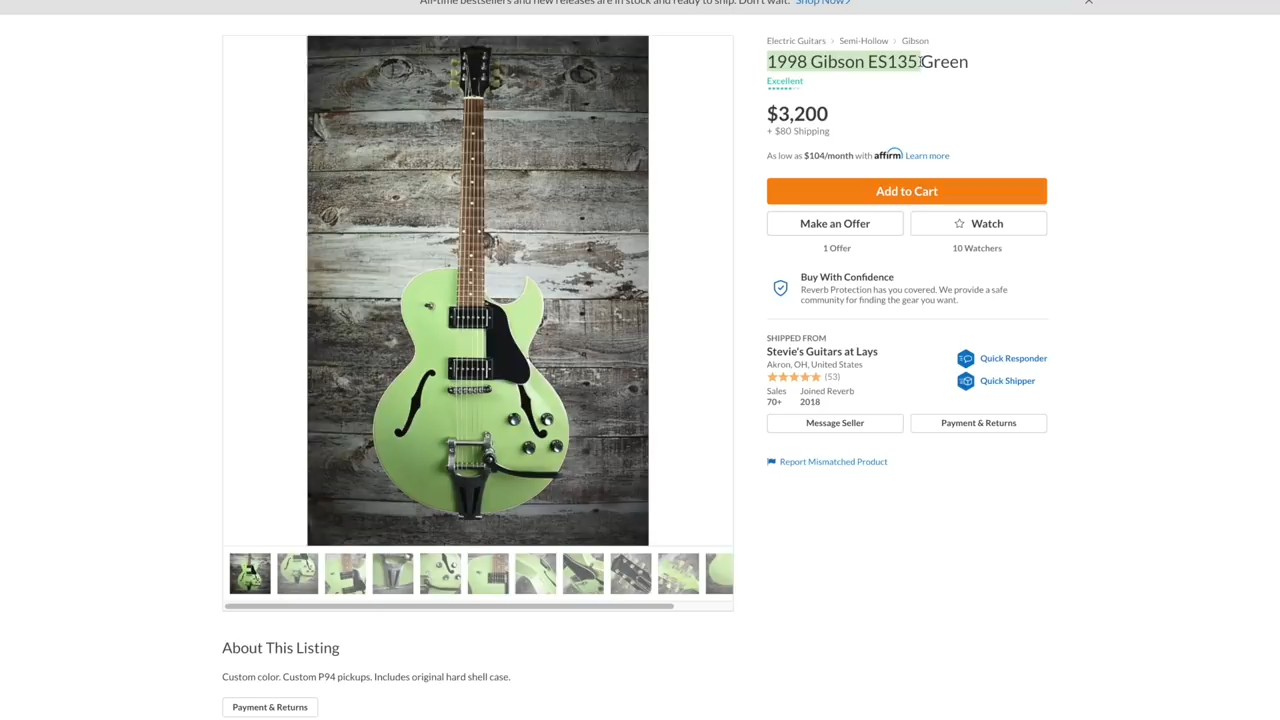 All-time bestsellers and new releases are in stock and ready to ship. Don't wait. Shop Now
Electric Guitars > Semi-Hollow > Gibson
1998 Gibson ES135 Green
Excellent
$3,200
+ $80 Shipping
As low as $104/month with affirm Learn more
Add to Cart
Make an Offer
Watch
1 Offer
10 Watchers
Buy With Confidence
Reverb Protection has you covered. We provide a safe
community for finding the gear you want.
SHIPPED FROM
Stevie's Guitars at Lays
Akron, OH, United States
(53)
Quick Responder
Quick Shipper
Sales
Joined Reverb
70+
2018
Message Seller
Payment & Returns
Report Mismatched Product
About This Listing
Custom color. Custom P94 pickups. Includes original hard shell case.
Payment & Returns